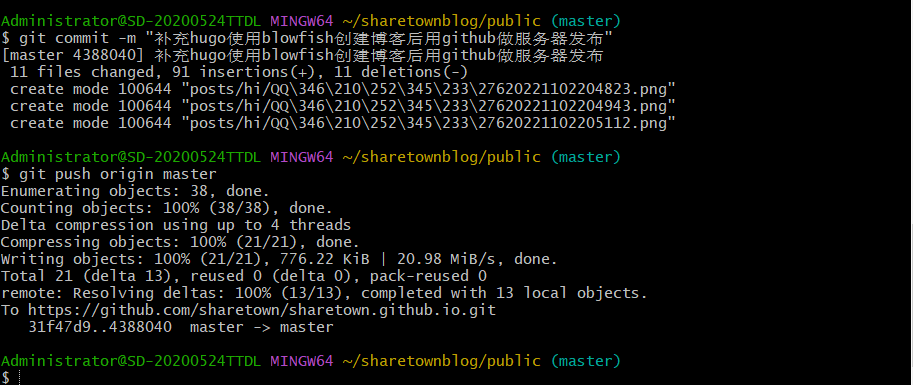 Administrator@SD-20200524TTDL MINGW64 ~/sharetownblog/public (master)
$ git commit -m "补充hugo使用blowfish创建博客后用github做服务器发布"
[master 4388040] 补充hugo使用blowfish创建博客后用github做服务器发布
 11 files changed, 91 insertions(+), 11 deletions(-)
 create mode 100644 "posts/hi/QQ\346\210\252\345\233\27620221102204823.png"
 create mode 100644 "posts/hi/QQ\346\210\252\345\233\27620221102204943.png"
 create mode 100644 "posts/hi/QQ\346\210\252\345\233\27620221102205112.png"
Administrator@SD-20200524TTDL MINGW64 ~/sharetownblog/public (master)
$ git push origin master
Enumerating objects: 38, done.
Counting objects: 100% (38/38), done.
Delta compression using up to 4 threads
Compressing objects: 100% (21/21), done.
Writing objects: 100% (21/21), 776.22 KiB | 20.98 MiB/s, done.
Total 21 (delta 13), reused 0 (delta 0), pack-reused 0
remote: Resolving deltas: 100% (13/13), completed with 13 local objects.
To https://github.com/sharetown/sharetown.github.io.git
   31f47d9..4388040  master -> master
Administrator@SD-20200524TTDL MINGW64 ~/sharetownblog/public (master)
$